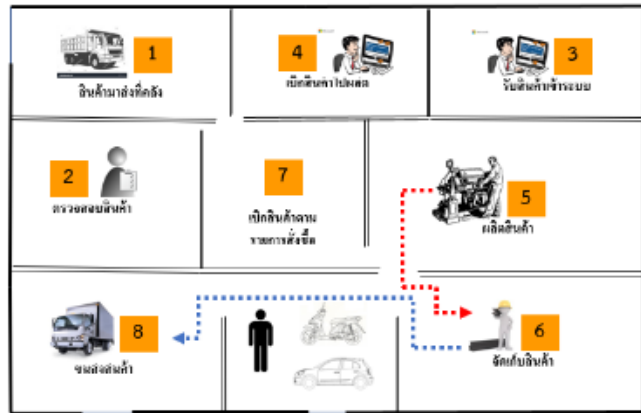 1
สินค้ามาส่งที่คลัง
4
เบิกสินค้าไปผลิต
3
รับสินค้าเข้าระบบ
2
ตรวจสอบสินค้า
7
เบิกสินค้าตาม
รายการสั่งซื้อ
5
ผลิตสินค้า
8
ขนส่งสินค้า
6
จัดเก็บสินค้า